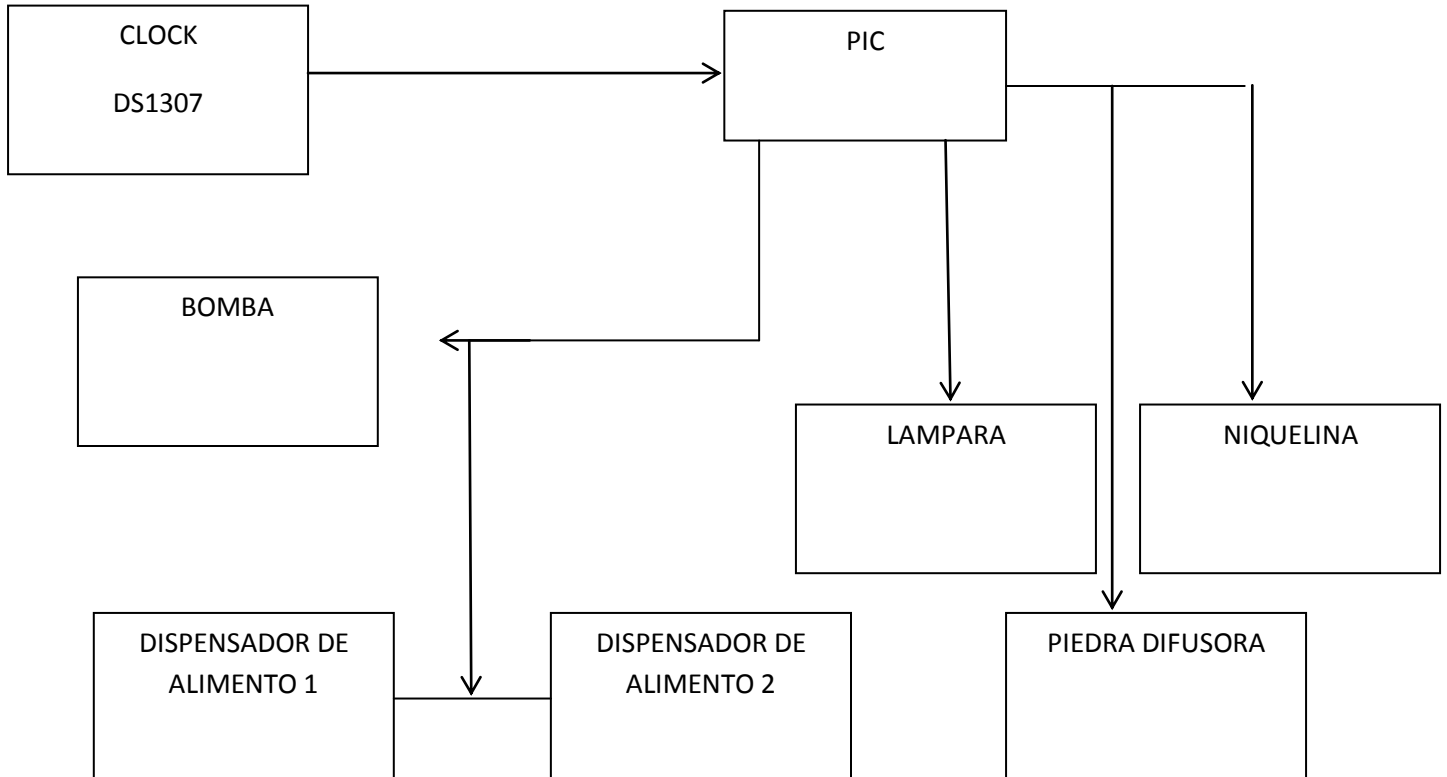 CLOCK
DS1307
PIC
BOMBA
LAMPARA
NIQUELINA
DISPENSADOR DE
ALIMENTO 1
DISPENSADOR DE
ALIMENTO 2
PIEDRA DIFUSORA